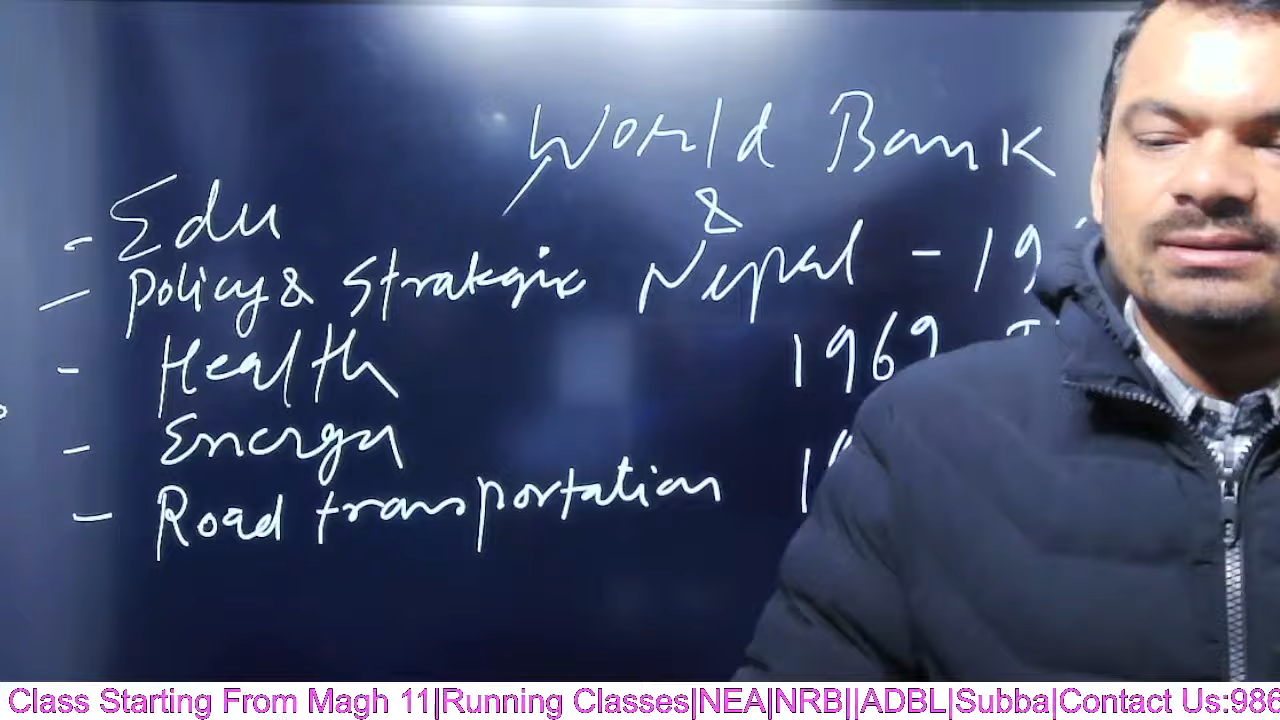 World Bank
&
Nepal - 19
1969
- Edu
- Policy & Strategic
- Health
- Energy
- Road transportation
Class Starting From Magh 11|Running Classes|NEA|NRB||ADBL|Subba|Contact Us:986